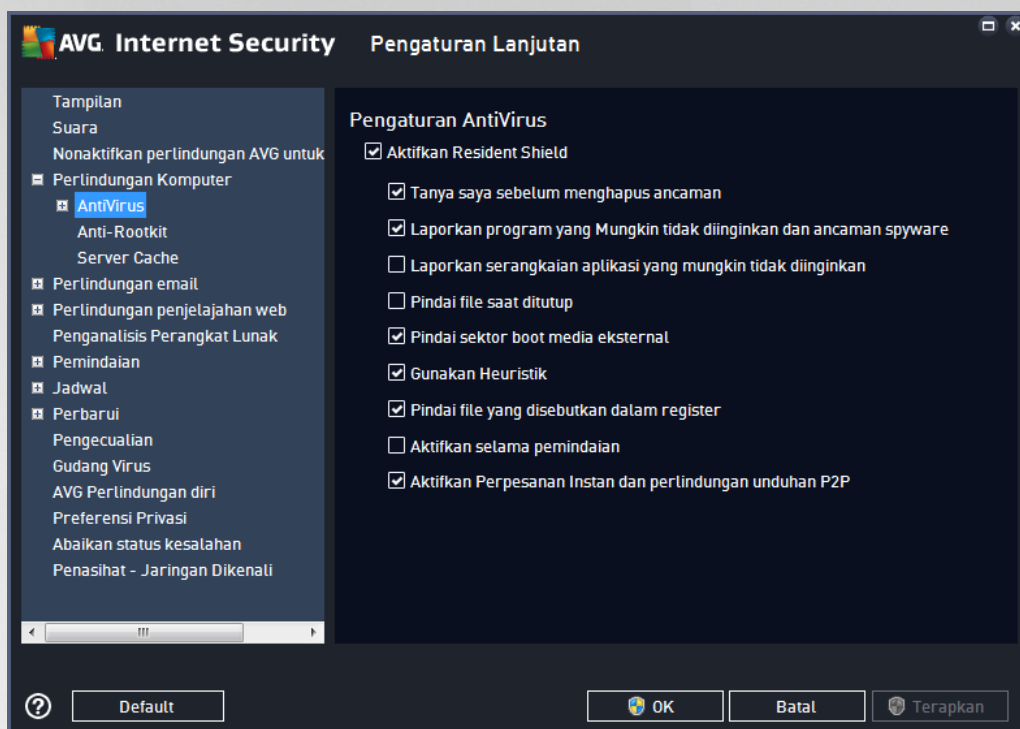 AVG. Internet Security Pengaturan Lanjutan
Tampilan
Suara
Nonaktifkan perlindungan AVG untuk
Perlindungan Komputer
AntiVirus
Anti-Rootkit
Server Cache
Perlindungan email
Perlindungan penjelajahan web
Penganalisis Perangkat Lunak
Pemindaian
Jadwal
Perbarui
Pengecualian
Gudang Virus
AVG Perlindungan diri
Preferensi Privasi
Abaikan status kesalahan
Penasihat - Jaringan Dikenali
Pengaturan AntiVirus
Aktifkan Resident Shield
Tanya saya sebelum menghapus ancaman
Laporkan program yang Mungkin tidak diinginkan dan ancaman spyware
Laporkan serangkaian aplikasi yang mungkin tidak diinginkan
Pindai file saat ditutup
Pindai sektor boot media eksternal
Gunakan Heuristik
Pindai file yang disebutkan dalam register
Aktifkan selama pemindaian
Aktifkan Perpesanan Instan dan perlindungan unduhan P2P
? Default OK Batal Terapkan